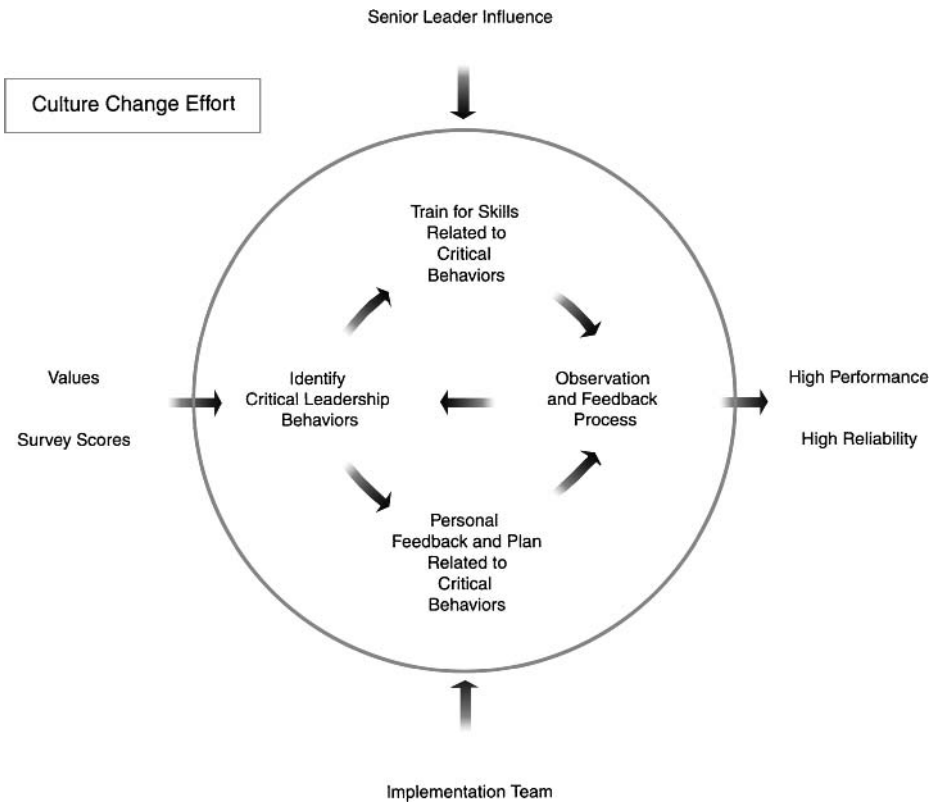 Senior Leader Influence
Culture Change Effort
Train for Skills
Related to
Critical
Behaviors
Values
Survey Scores
Identify
Critical Leadership
Behaviors
Observation
and Feedback
Process
High Performance
High Reliability
Personal
Feedback and Plan
Related to
Critical
Behaviors
Implementation Team